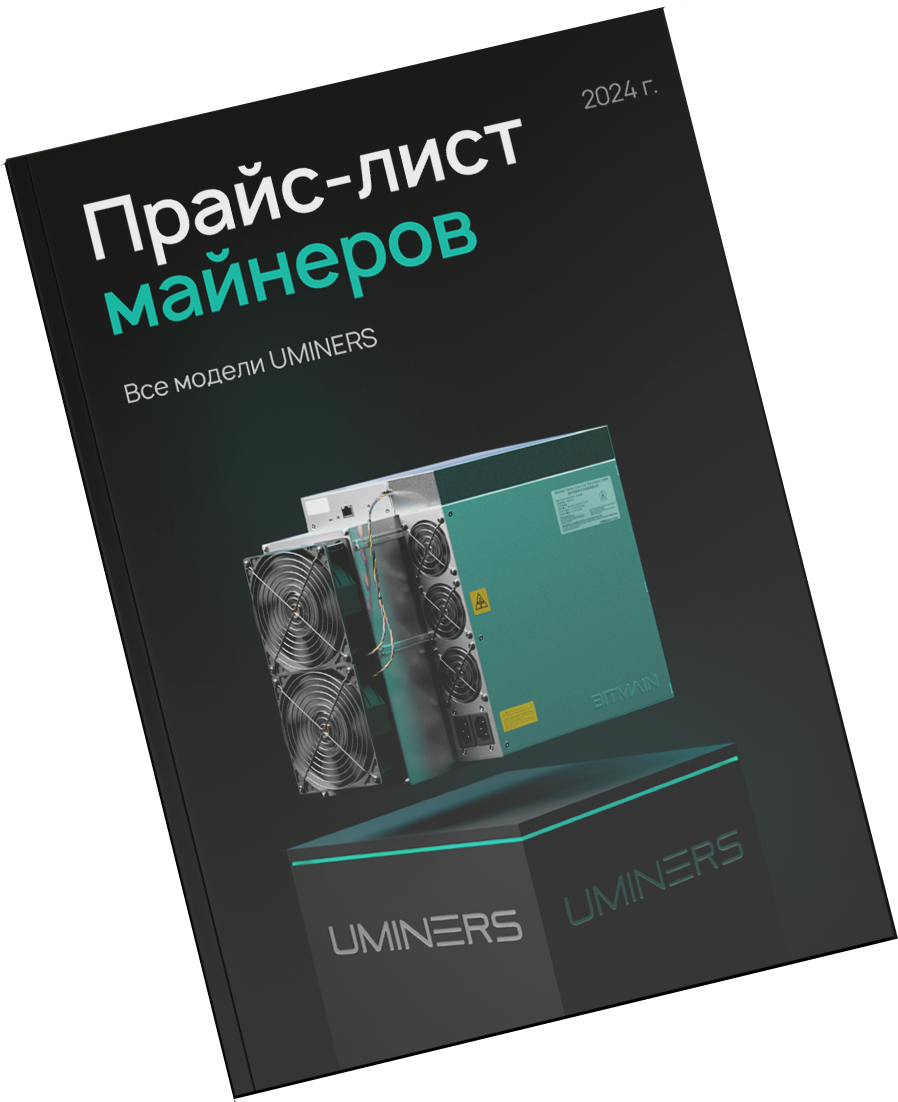 2024 г.
Прайс-лист
майнеров
Все модели UMINERS
BITMAIN
UMINERS
UMINERS